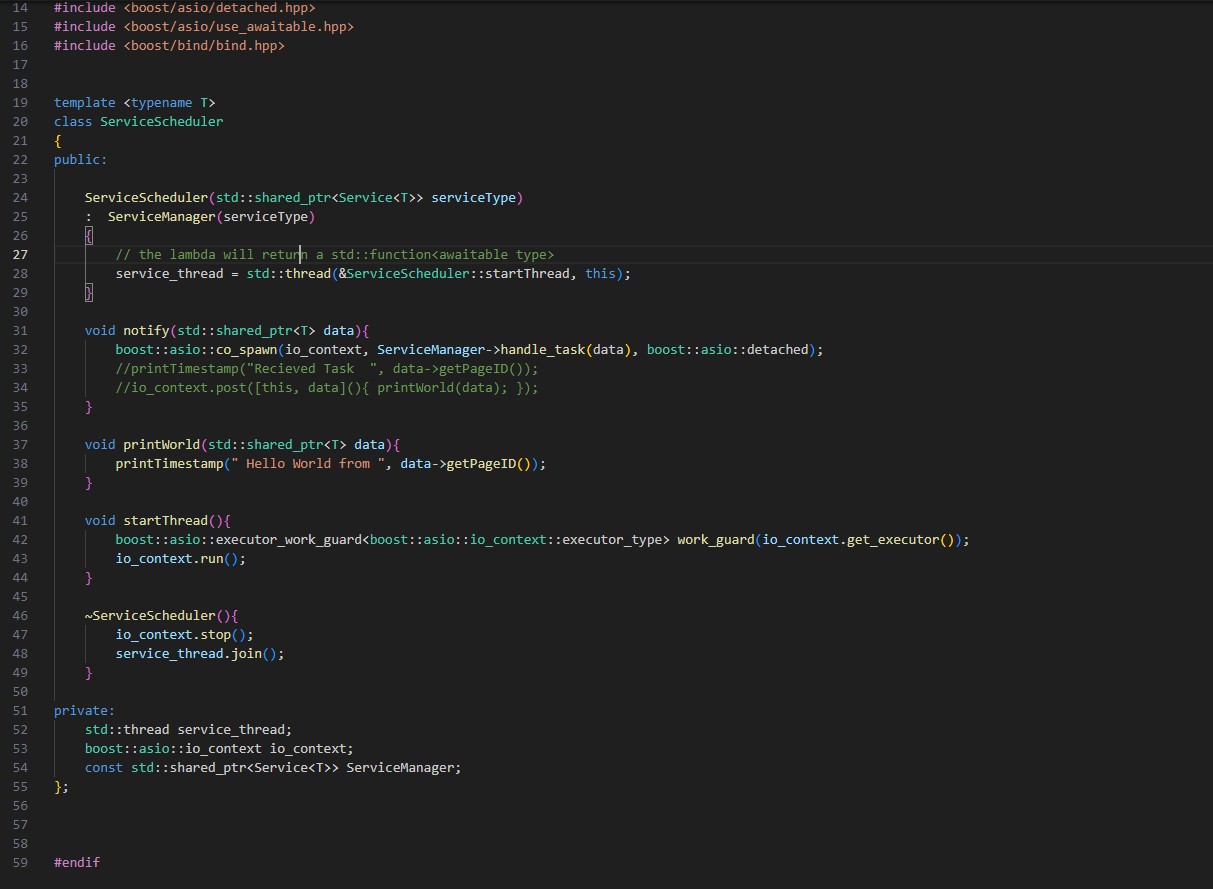 14 #include <boost/asio/detached.hpp>
15 #include <boost/asio/use_awaitable.hpp>
16 #include <boost/bind/bind.hpp>
17
18
19 template <typename T>
20 class ServiceScheduler
21 {
22 public:
23
24     ServiceScheduler(std::shared_ptr<Service<T>> serviceType)
25     :  ServiceManager(serviceType)
26     {
27         // the lambda will return a std::function<awaitable type>
28         service_thread = std::thread(&ServiceScheduler::startThread, this);
29     }
30
31     void notify(std::shared_ptr<T> data){
32         boost::asio::co_spawn(io_context, ServiceManager->handle_task(data), boost::asio::detached);
33         //printTimestamp("Recieved Task  ", data->getPageID());
34         //io_context.post([this, data](){ printWorld(data); });
35     }
36
37     void printWorld(std::shared_ptr<T> data){
38         printTimestamp(" Hello World from ", data->getPageID());
39     }
40
41     void startThread(){
42         boost::asio::executor_work_guard<boost::asio::io_context::executor_type> work_guard(io_context.get_executor());
43         io_context.run();
44     }
45
46     ~ServiceScheduler(){
47         io_context.stop();
48         service_thread.join();
49     }
50
51 private:
52     std::thread service_thread;
53     boost::asio::io_context io_context;
54     const std::shared_ptr<Service<T>> ServiceManager;
55 };
56
57
58
59 #endif